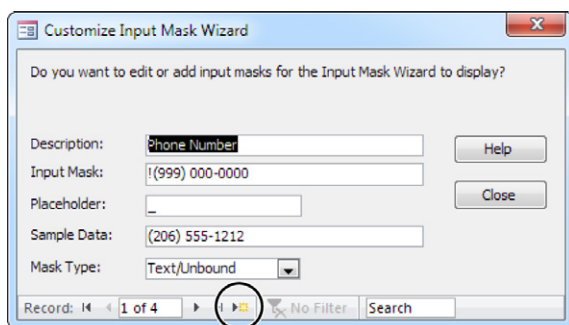 Customize Input Mask Wizard
Do you want to edit or add input masks for the Input Mask Wizard to display?
Description: Phone Number
Help
Input Mask: !(999) 000-0000
Placeholder: _
Close
Sample Data: (206) 555-1212
Mask Type: Text/Unbound
Record: 1 of 4 No Filter Search